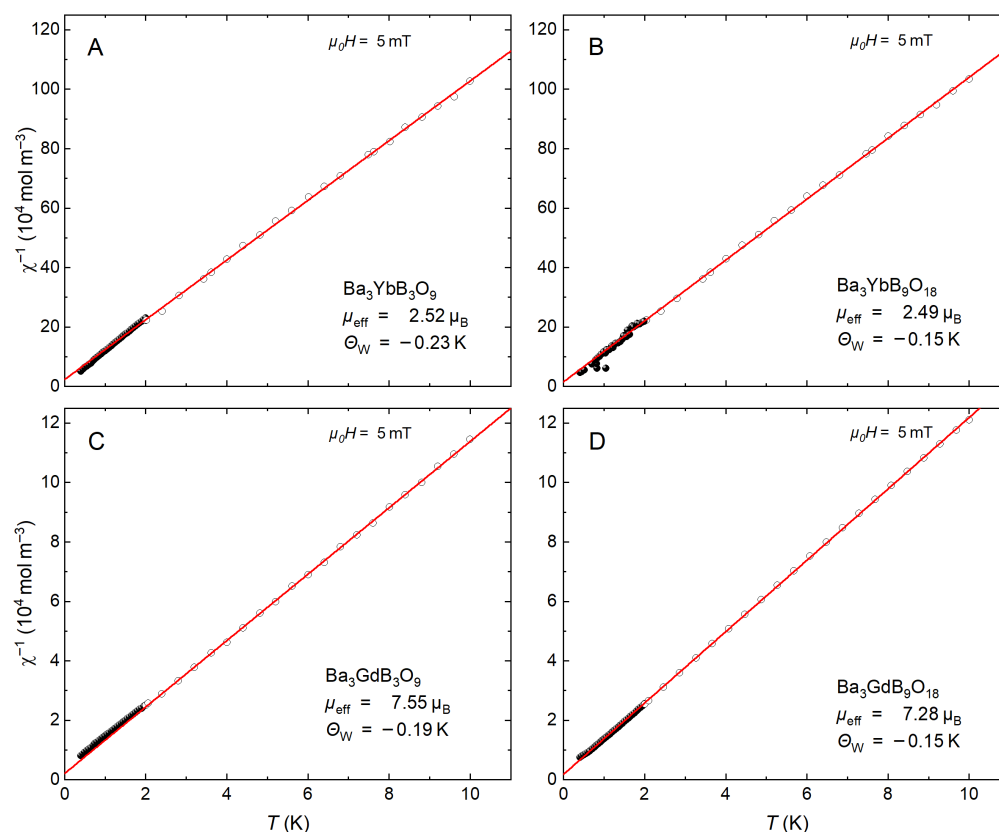 A
μ₀H = 5 mT
120
100
80
60
40
20
0
χ⁻¹ (10⁴ mol m⁻³)
Ba₃YbB₃O₉
μeff = 2.52 μB
ΘW = −0.23 K
B
μ₀H = 5 mT
120
100
80
60
40
20
0
Ba₃YbB₉O₁₈
μeff = 2.49 μB
ΘW = −0.15 K
C
μ₀H = 5 mT
12
10
8
6
4
2
0
χ⁻¹ (10⁴ mol m⁻³)
Ba₃GdB₃O₉
μeff = 7.55 μB
ΘW = −0.19 K
0 2 4 6 8 10
T (K)
D
μ₀H = 5 mT
12
10
8
6
4
2
0
Ba₃GdB₉O₁₈
μeff = 7.28 μB
ΘW = −0.15 K
0 2 4 6 8 10
T (K)